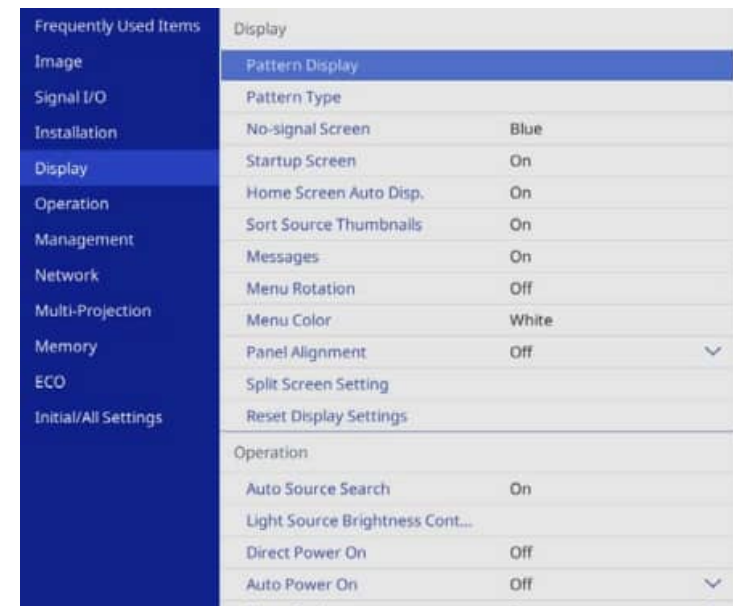 Frequently Used Items
Image
Signal I/O
Installation
Display
Operation
Management
Network
Multi-Projection
Memory
ECO
Initial/All Settings
Display
Pattern Display
Pattern Type
No-signal Screen Blue
Startup Screen On
Home Screen Auto Disp. On
Sort Source Thumbnails On
Messages On
Menu Rotation Off
Menu Color White
Panel Alignment Off
Split Screen Setting
Reset Display Settings
Operation
Auto Source Search On
Light Source Brightness Cont...
Direct Power On Off
Auto Power On Off